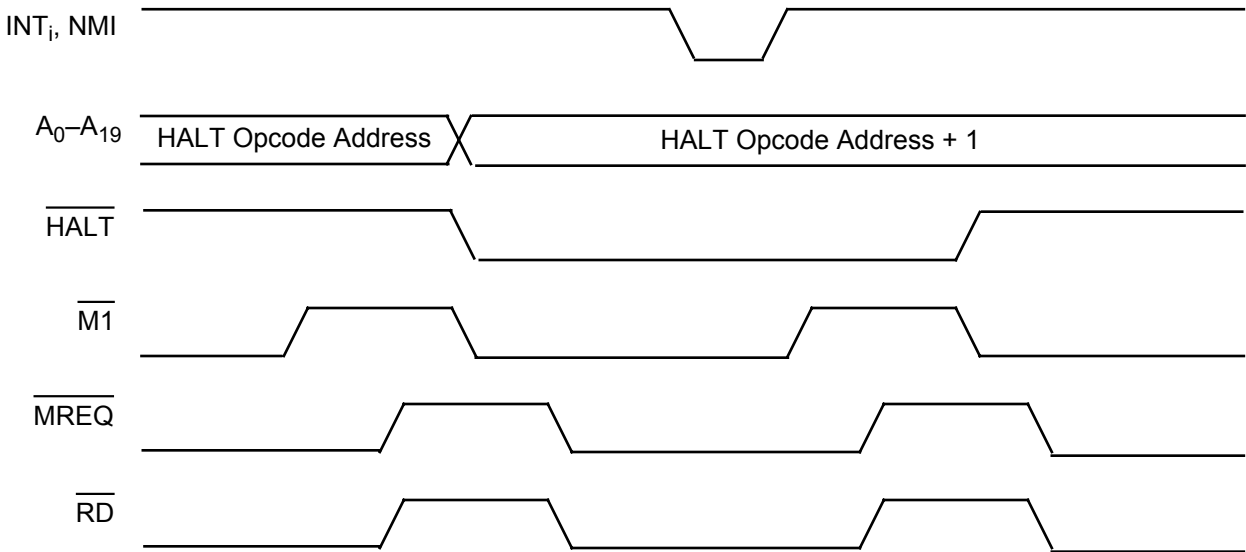 INTi, NMI
A0–A19
HALT Opcode Address
HALT Opcode Address + 1
HALT
M1
MREQ
RD